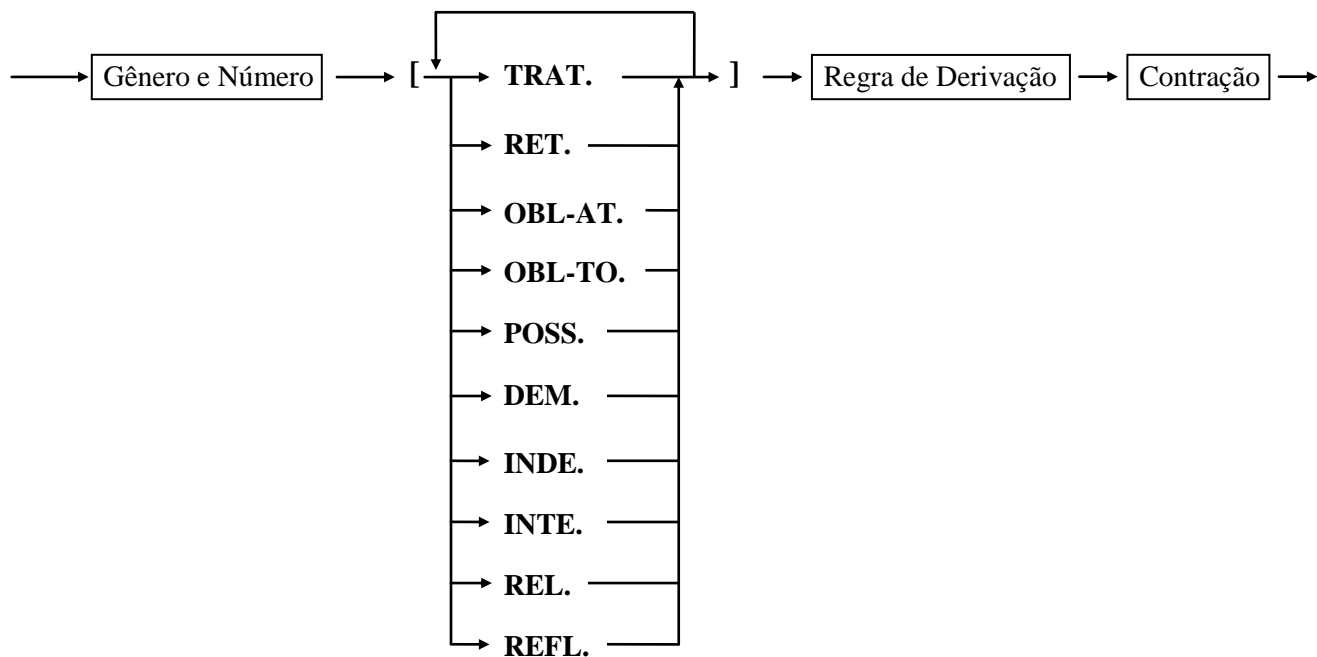 Gênero e Número [ TRAT. ] Regra de Derivação Contração
RET.
OBL-AT.
OBL-TO.
POSS.
DEM.
INDE.
INTE.
REL.
REFL.